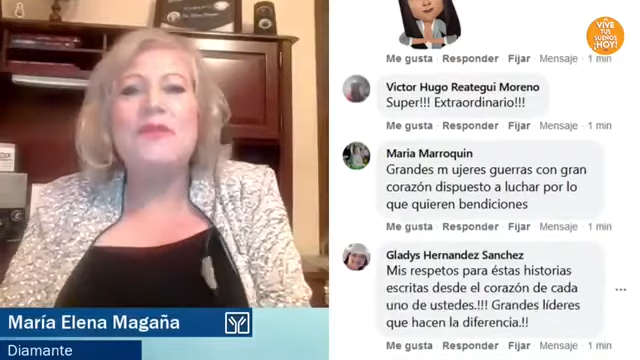 María Elena Magaña
Diamante
VIVE
TUS
SUEÑOS
¡HOY!
Me gusta Responder Fijar Mensaje 1 min
Victor Hugo Reategui Moreno
Super!!! Extraordinario!!!
Me gusta Responder Fijar Mensaje 1 min
Maria Marroquin
Grandes m ujeres guerras con gran
corazón dispuesto a luchar por lo
que quieren bendiciones
Me gusta Responder Fijar Mensaje 1 min
Gladys Hernandez Sanchez
Mis respetos para éstas historias
escritas desde el corazón de cada
uno de ustedes.!!! Grandes líderes
que hacen la diferencia.!!
Me gusta Responder Fijar Mensaje 1 min